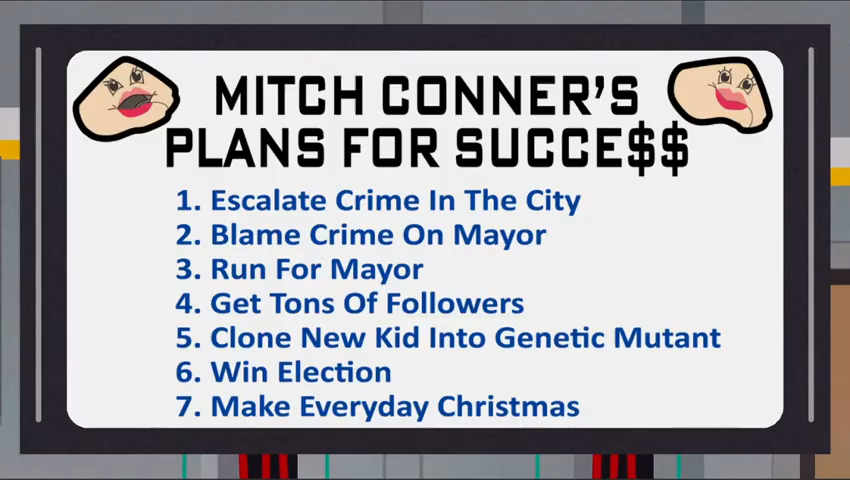 MITCH CONNER'S
PLANS FOR SUCCE$$
1. Escalate Crime In The City
2. Blame Crime On Mayor
3. Run For Mayor
4. Get Tons Of Followers
5. Clone New Kid Into Genetic Mutant
6. Win Election
7. Make Everyday Christmas